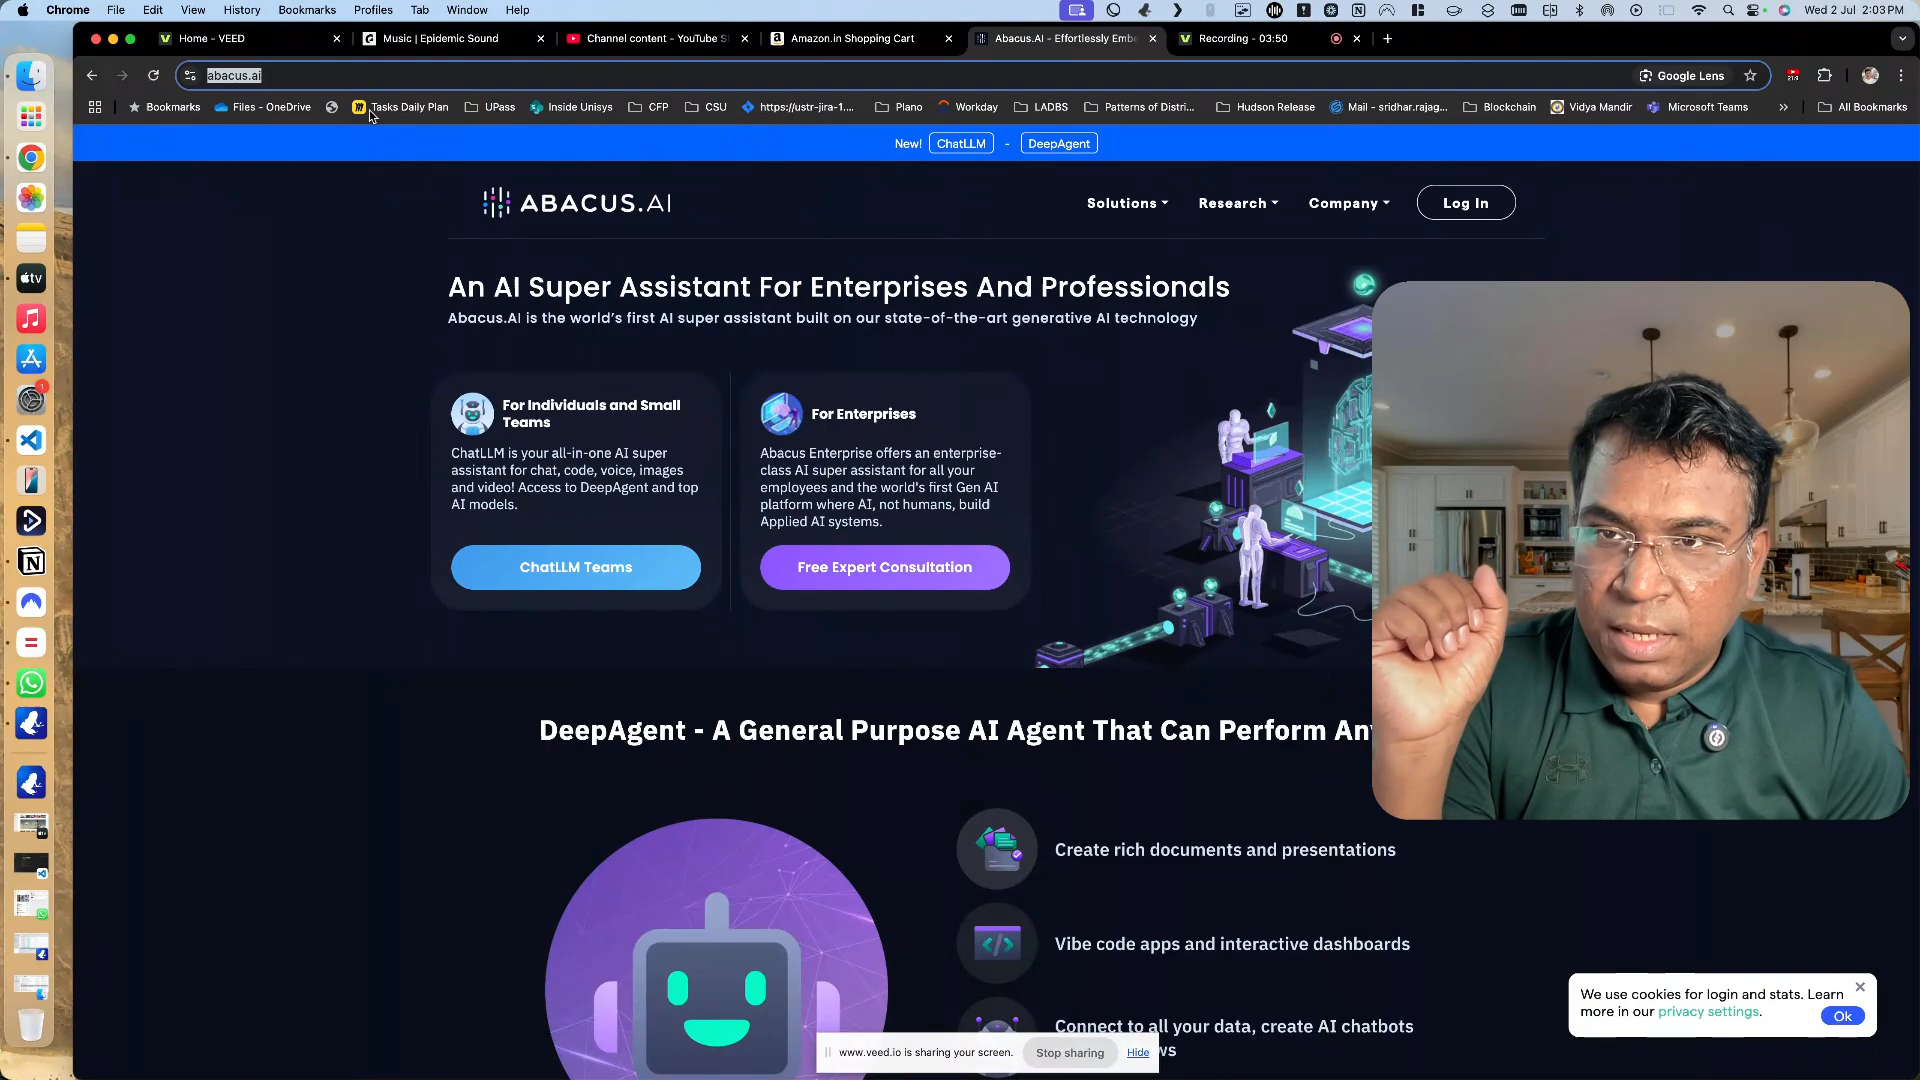 Chrome File Edit View History Bookmarks Profiles Tab Window Help Wed 2 Jul 2:03 PM
Home - VEED Music | Epidemic Sound Channel content - YouTube S Amazon.in Shopping Cart Abacus.AI - Effortlessly Embe Recording - 03:50
abacus.ai Google Lens
Bookmarks Files - OneDrive Tasks Daily Plan UPass Inside Unisys CFP CSU https://ustr-jira-1.... Plano Workday LADBS Patterns of Distri... Hudson Release Mail - sridhar.rajag... Blockchain Vidya Mandir Microsoft Teams All Bookmarks
New! ChatLLM - DeepAgent
ABACUS.AI
Solutions Research Company Log In
An AI Super Assistant For Enterprises And Professionals
Abacus.AI is the world's first AI super assistant built on our state-of-the-art generative AI technology
For Individuals and Small
Teams
ChatLLM is your all-in-one AI super
assistant for chat, code, voice, images
and video! Access to DeepAgent and top
AI models.
ChatLLM Teams
For Enterprises
Abacus Enterprise offers an enterprise-
class AI super assistant for all your
employees and the world's first Gen AI
platform where AI, not humans, build
Applied AI systems.
Free Expert Consultation
DeepAgent - A General Purpose AI Agent That Can Perform
Create rich documents and presentations
Vibe code apps and interactive dashboards
Connect to all your data, create AI chatbots
ws
We use cookies for login and stats. Learn
more in our privacy settings.
Ok
www.veed.io is sharing your screen. Stop sharing Hide
tv